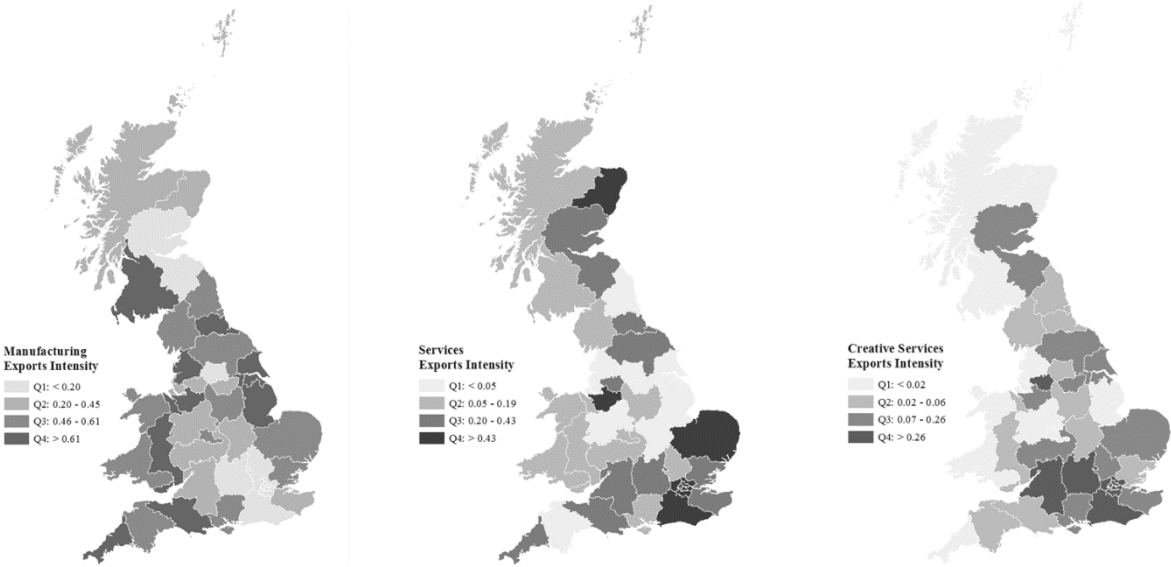 Manufacturing
Exports Intensity
Q1: < 0.20
Q2: 0.20 - 0.45
Q3: 0.46 - 0.61
Q4: > 0.61
Services
Exports Intensity
Q1: < 0.05
Q2: 0.05 - 0.19
Q3: 0.20 - 0.43
Q4: > 0.43
Creative Services
Exports Intensity
Q1: < 0.02
Q2: 0.02 - 0.06
Q3: 0.07 - 0.26
Q4: > 0.26